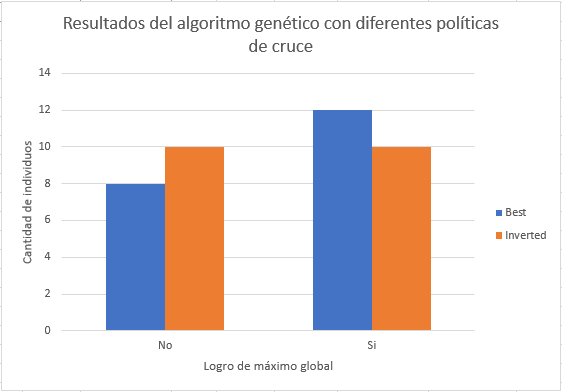 Resultados del algoritmo genético con diferentes políticas
de cruce
14
12
10
8
6
4
2
0
Cantidad de individuos
No
Si
Logro de máximo global
Best
Inverted